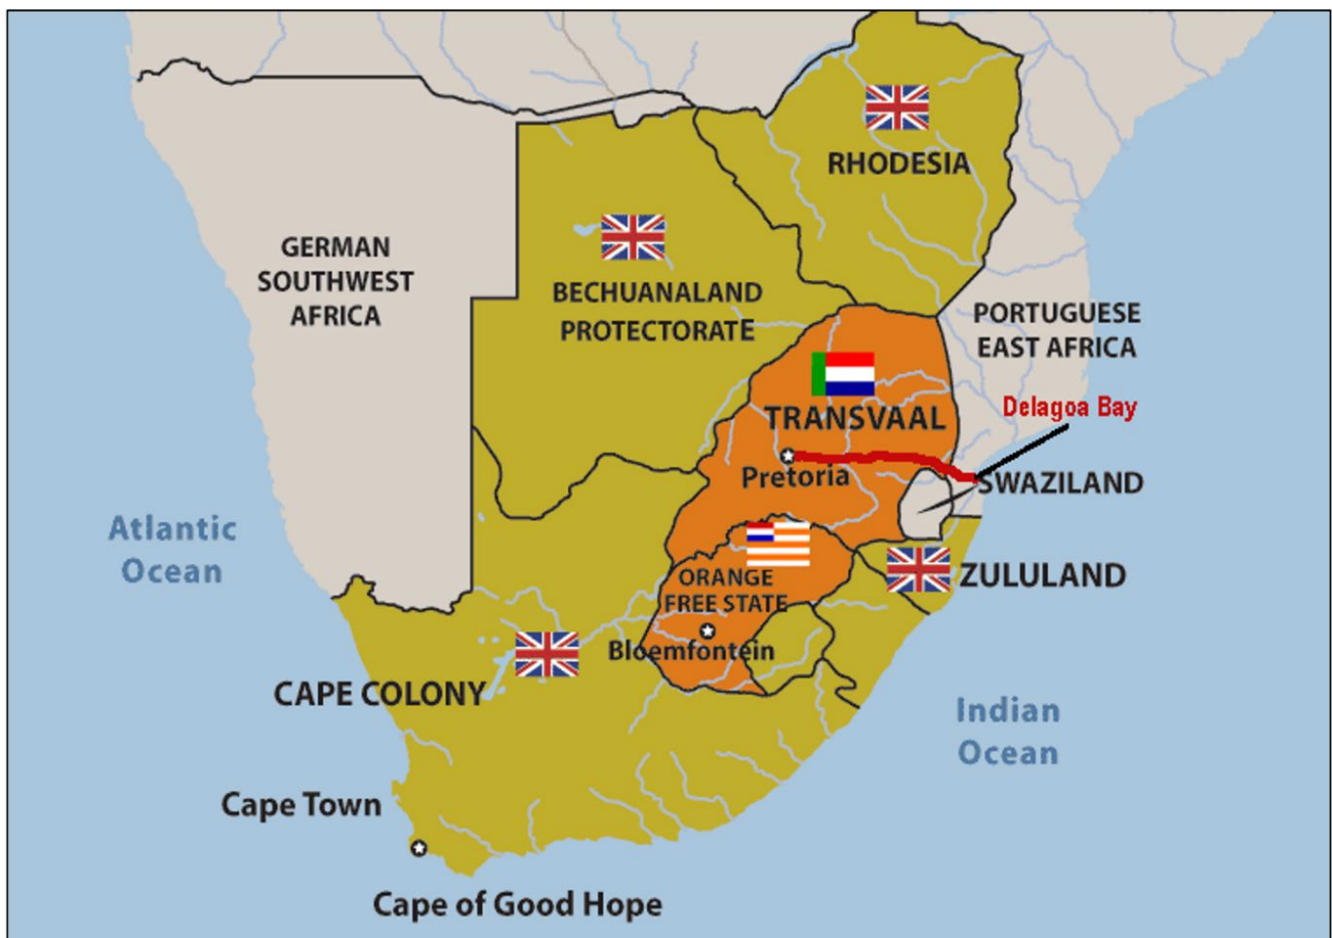 RHODESIA
GERMAN
SOUTHWEST
AFRICA
BECHUANALAND
PROTECTORATE
PORTUGUESE
EAST AFRICA
TRANSVAAL
Delagoa Bay
Pretoria
SWAZILAND
Atlantic
Ocean
ORANGE
FREE STATE
ZULULAND
Bloemfontein
CAPE COLONY
Indian
Ocean
Cape Town
Cape of Good Hope